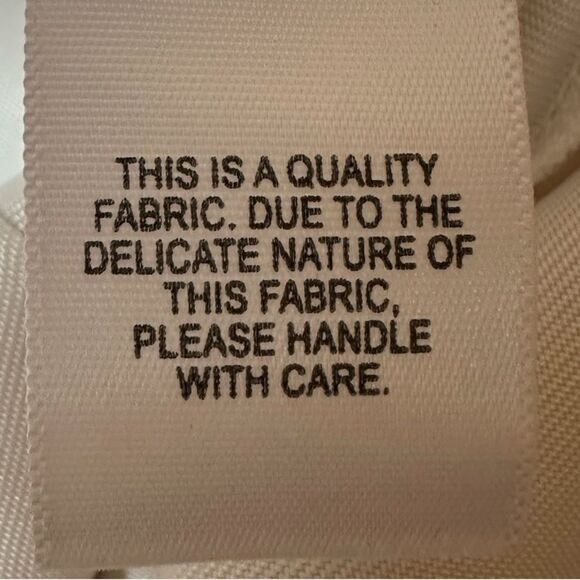 THIS IS A QUALITY
FABRIC. DUE TO THE
DELICATE NATURE OF
THIS FABRIC,
PLEASE HANDLE
WITH CARE.